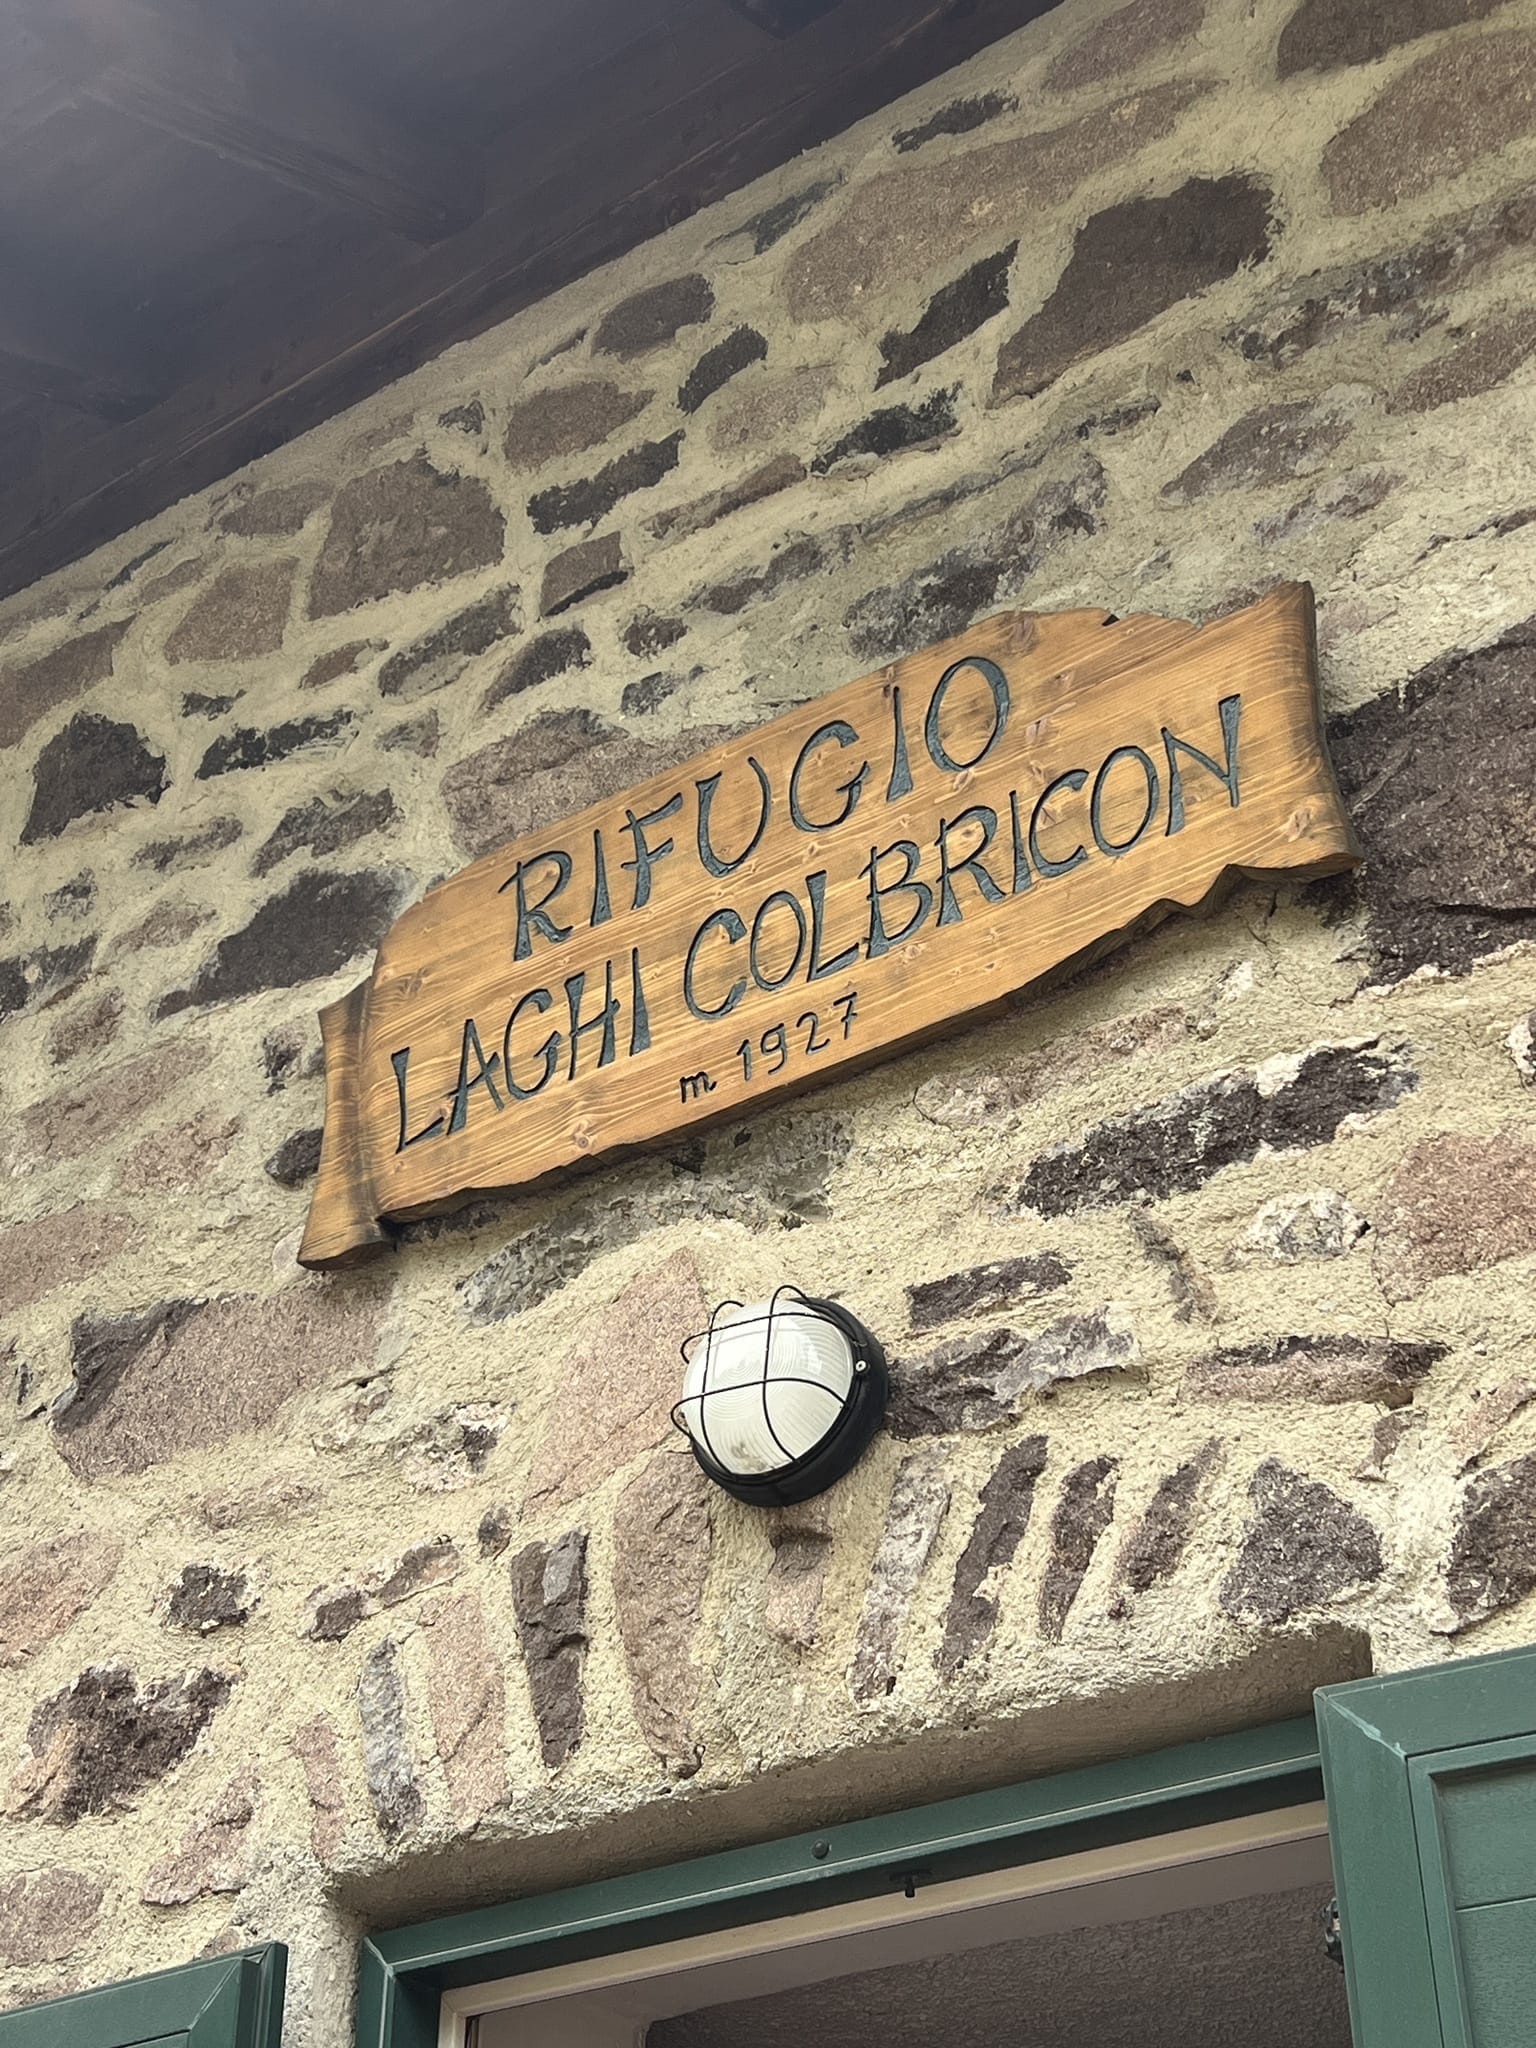 RIFUGIO
LAGHI COLBRICON
m. 1927